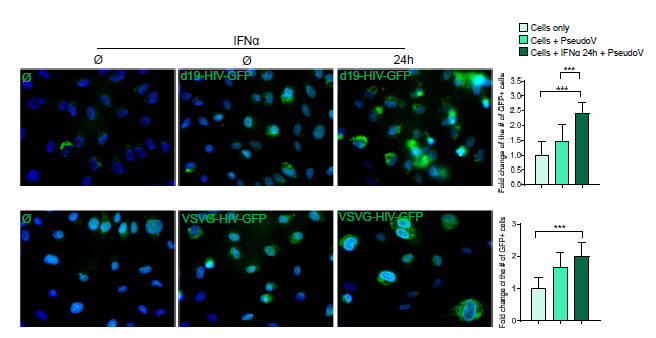 IFNα
Ø Ø 24h
Cells only
Cells + PseudoV
Cells + IFNα 24h + PseudoV
Ø d19-HIV-GFP d19-HIV-GFP
Fold change of the # of GFP+ cells
3.5
3.0
2.5
2.0
1.5
1.0
0.5
0.0
***
***
Ø VSVG-HIV-GFP VSVG-HIV-GFP
Fold change of the # of GFP+ cells
3
2
1
0
***